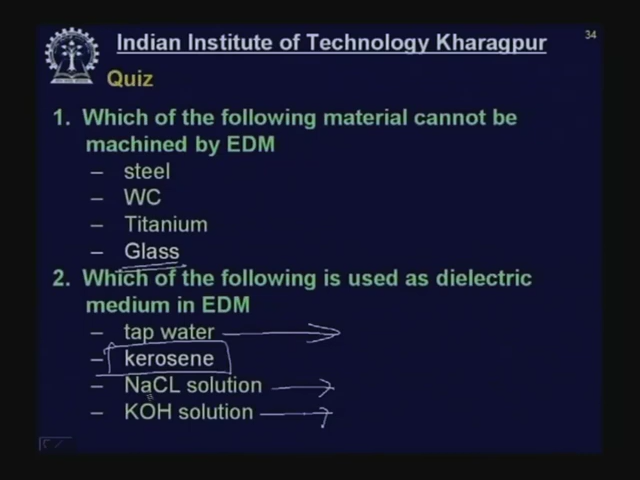 Indian Institute of Technology Kharagpur
34
Quiz
1. Which of the following material cannot be
machined by EDM
– steel
– WC
– Titanium
– Glass
2. Which of the following is used as dielectric
medium in EDM
– tap water
– kerosene
– NaCL solution
– KOH solution